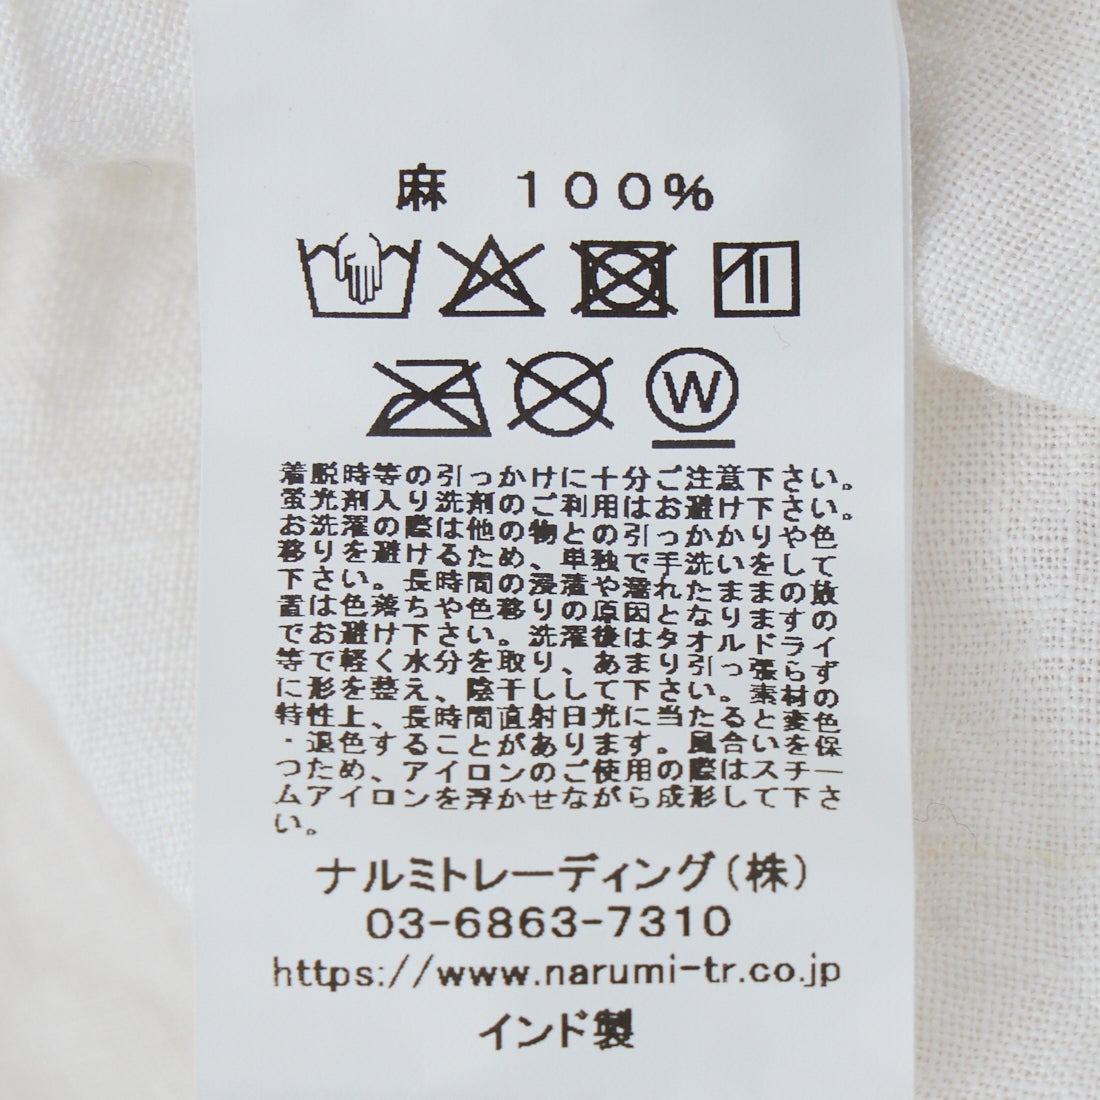 麻 100%
W
着脱時等の引っかけに十分ご注意下さい。
蛍光剤入り洗剤のご利用はお避け下さい。
お洗濯の際は他の物との引っかかりや色
移りを避けるため、単独で手洗いをして
下さい。長時間の浸漬や濡れたままの放
置は色落ちや色移りの原因となりますの
でお避け下さい。洗濯後はタオルドライ
等で軽く水分を取り、あまり引っ張らず
に形を整え、陰干しして下さい。素材の
特性上、長時間直射日光に当たると変色
・退色することがあります。風合いを保
つため、アイロンのご使用の際はスチー
ムアイロンを浮かせながら成形して下さ
い。
ナルミトレーディング(株)
03-6863-7310
https://www.narumi-tr.co.jp
インド製